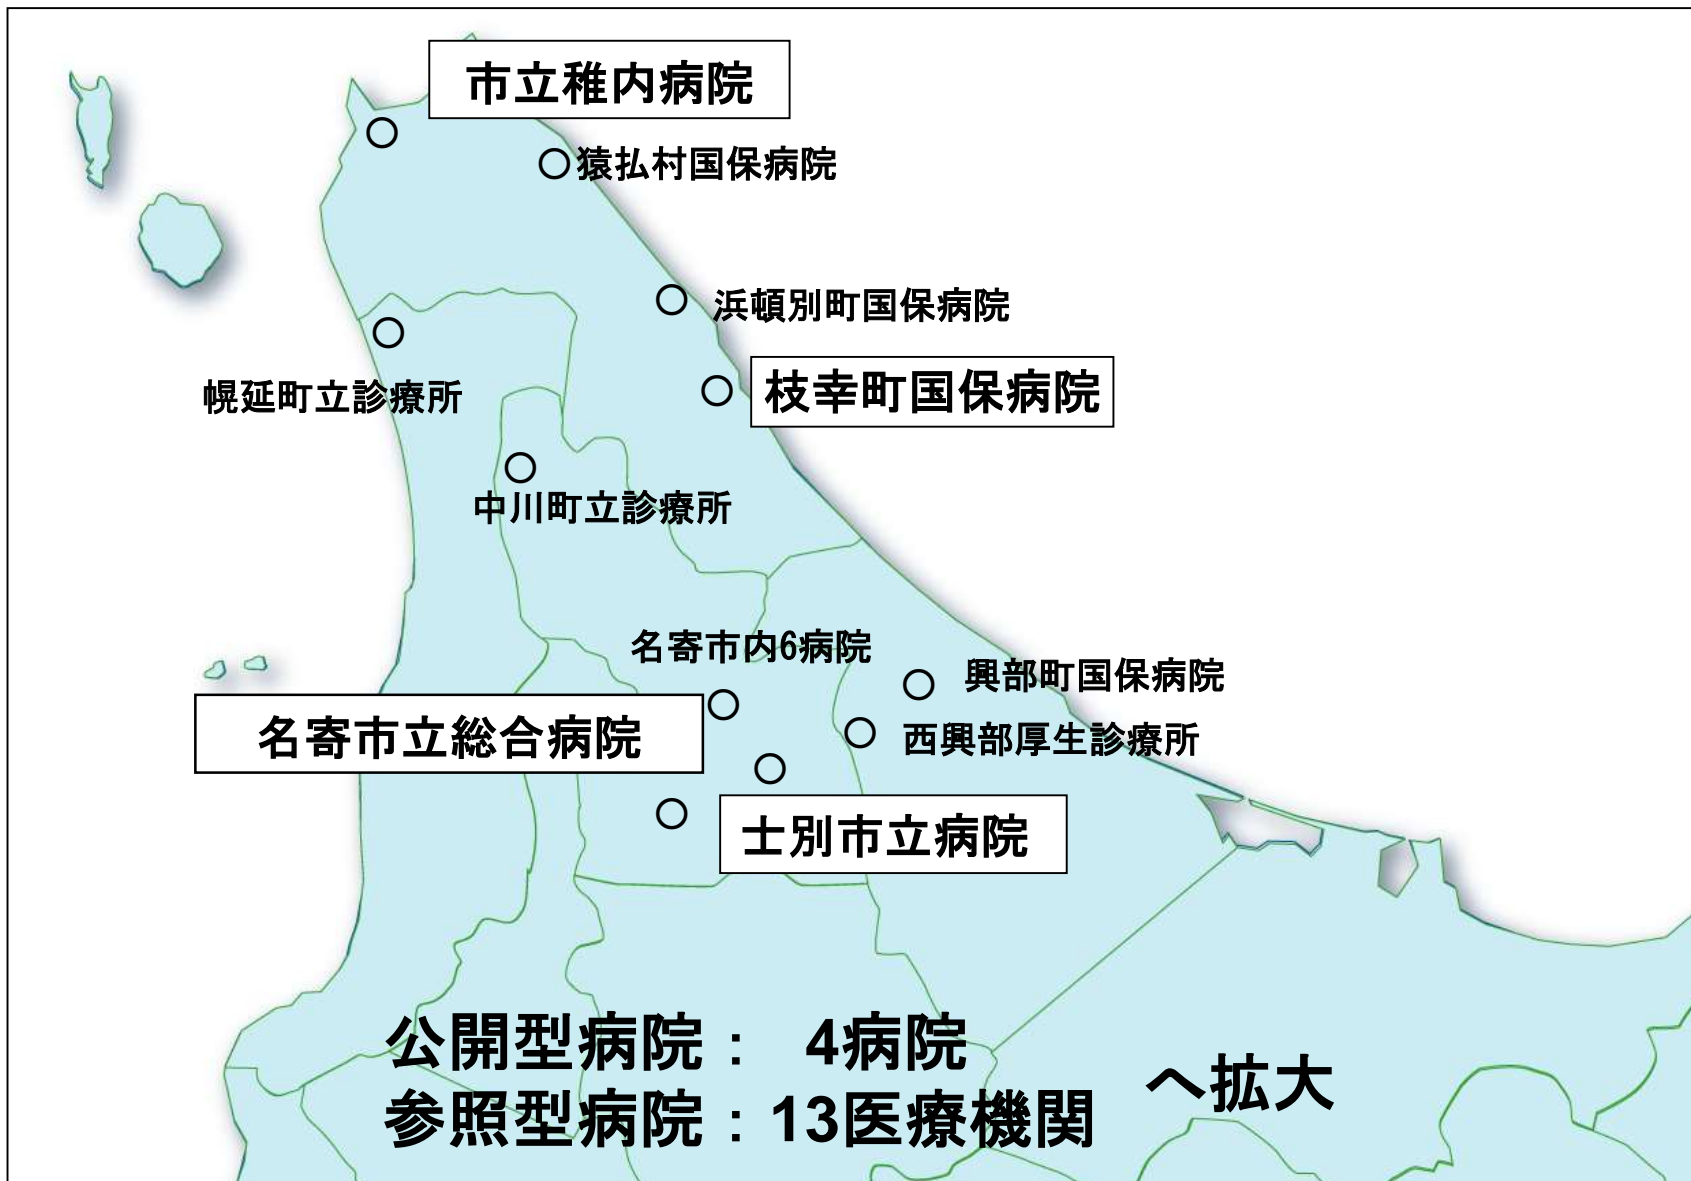 市立稚内病院
猿払村国保病院
浜頓別町国保病院
枝幸町国保病院
幌延町立診療所
中川町立診療所
名寄市内6病院
興部町国保病院
名寄市立総合病院
西興部厚生診療所
士別市立病院
公開型病院： 4病院
参照型病院：13医療機関
へ拡大